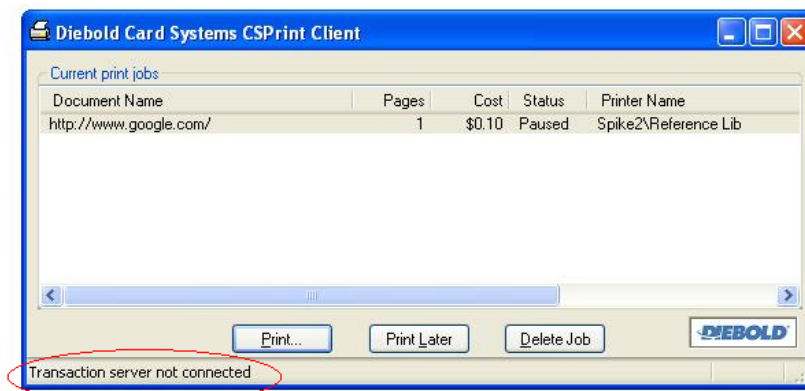 Diebold Card Systems CSPrint Client
Current print jobs
Document Name Pages Cost Status Printer Name
http://www.google.com/ 1 $0.10 Paused Spike2\Reference Lib
Print... Print Later Delete Job DIEBOLD
Transaction server not connected